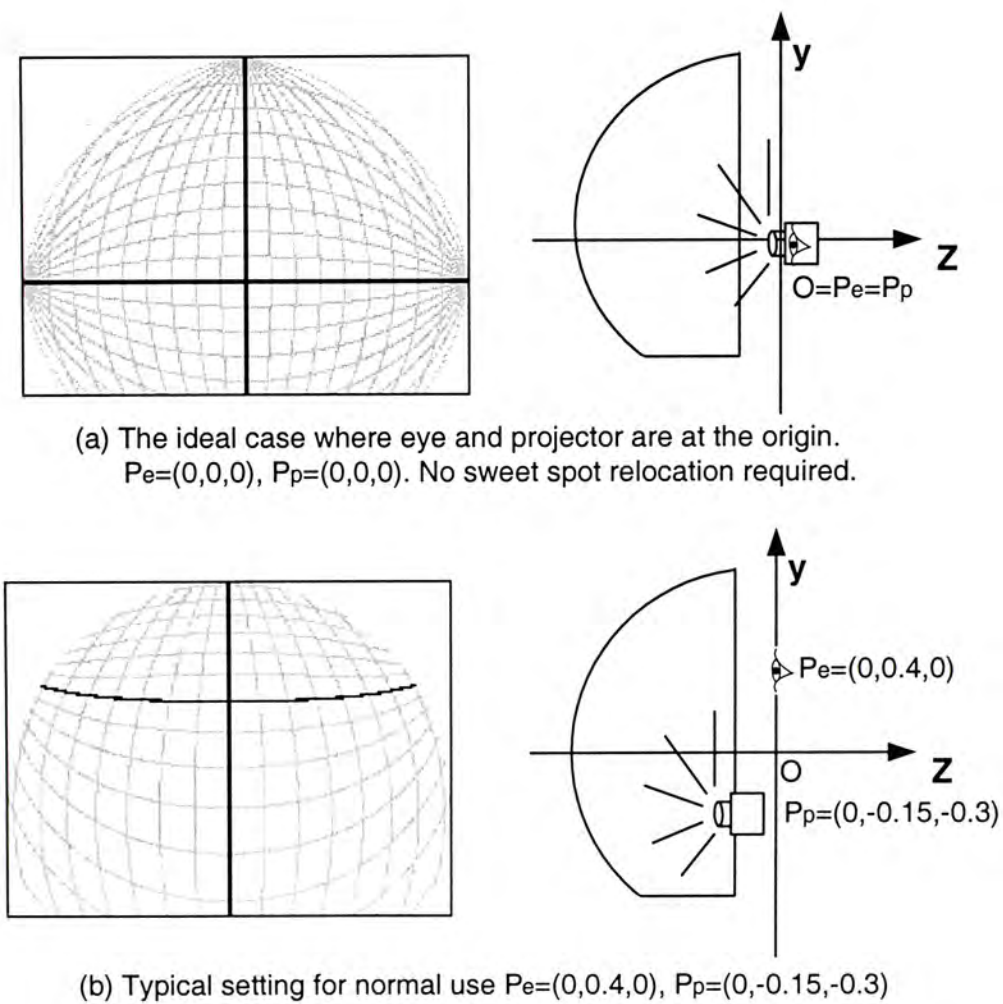 y
Z
O=Pe=Pp
(a) The ideal case where eye and projector are at the origin.
Pe=(0,0,0), Pp=(0,0,0). No sweet spot relocation required.
y
Pe=(0,0.4,0)
O
Z
Pp=(0,-0.15,-0.3)
(b) Typical setting for normal use Pe=(0,0.4,0), Pp=(0,-0.15,-0.3)